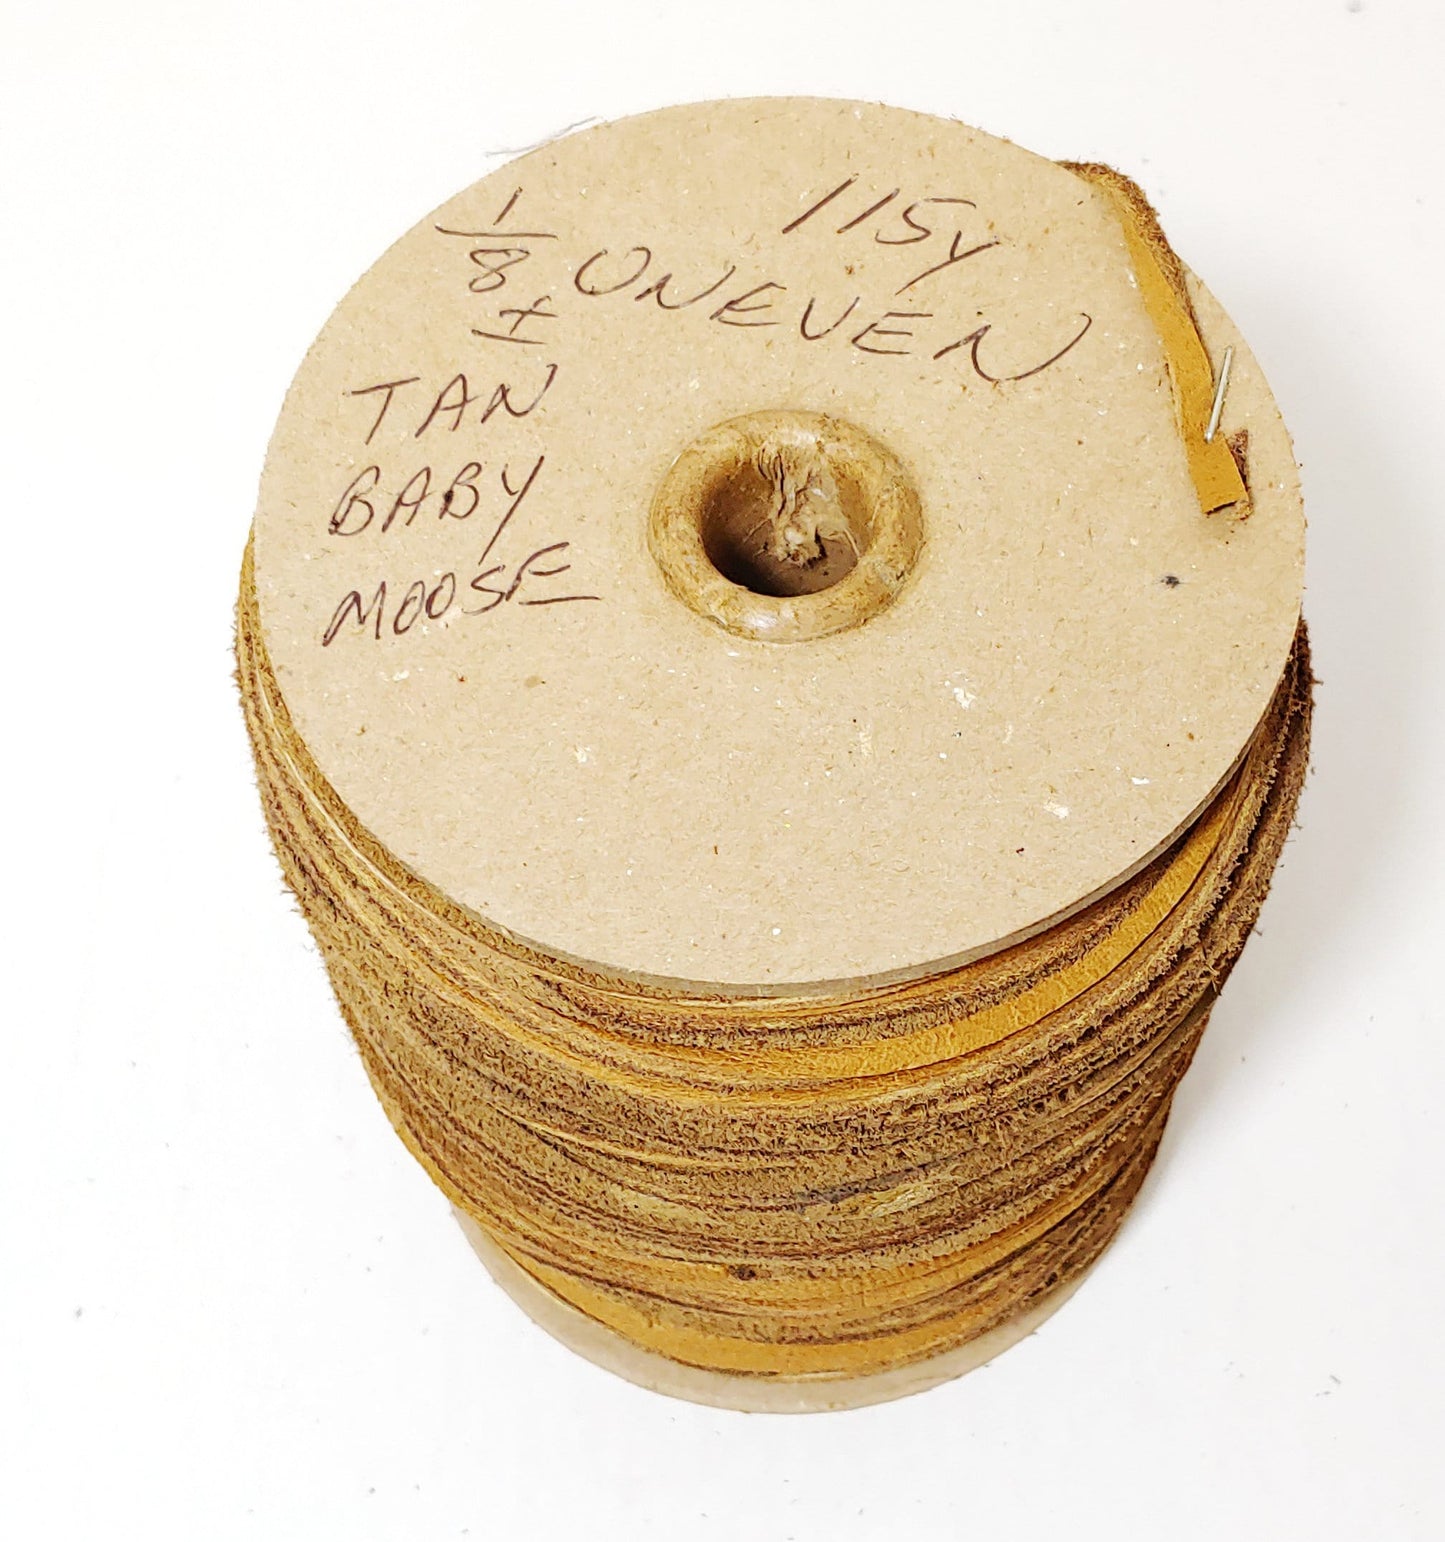 115y
1/8 UNEVEN
±
TAN
BABY
MOOSE